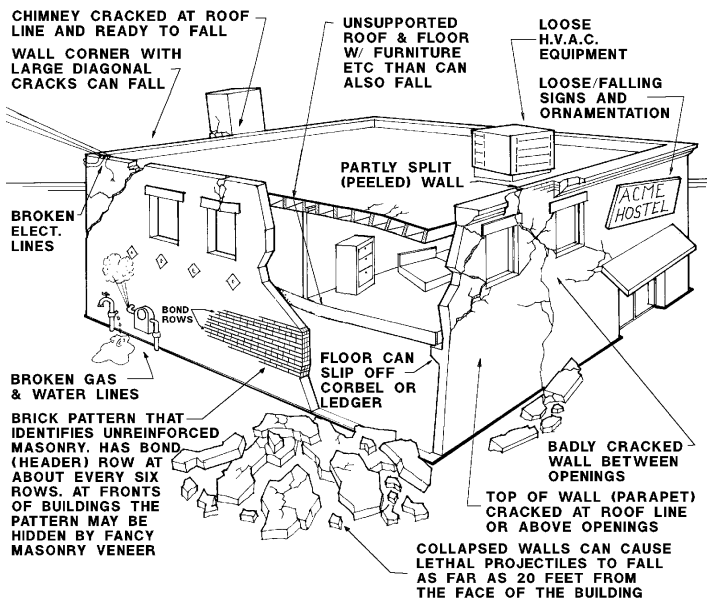 CHIMNEY CRACKED AT ROOF
LINE AND READY TO FALL
WALL CORNER WITH
LARGE DIAGONAL
CRACKS CAN FALL
UNSUPPORTED
ROOF & FLOOR
W/ FURNITURE
ETC THAN CAN
ALSO FALL
LOOSE
H.V.A.C.
EQUIPMENT
LOOSE/FALLING
SIGNS AND
ORNAMENTATION
PARTLY SPLIT
(PEELED) WALL
ACME
HOSTEL
BROKEN
ELECT.
LINES
BOND
ROWS
FLOOR CAN
SLIP OFF
CORBEL OR
LEDGER
BROKEN GAS
& WATER LINES
BRICK PATTERN THAT
IDENTIFIES UNREINFORCED
MASONRY. HAS BOND
(HEADER) ROW AT
ABOUT EVERY SIX
ROWS. AT FRONTS
OF BUILDINGS THE
PATTERN MAY BE
HIDDEN BY FANCY
MASONRY VENEER
BADLY CRACKED
WALL BETWEEN
OPENINGS
TOP OF WALL (PARAPET)
CRACKED AT ROOF LINE
OR ABOVE OPENINGS
COLLAPSED WALLS CAN CAUSE
LETHAL PROJECTILES TO FALL
AS FAR AS 20 FEET FROM
THE FACE OF THE BUILDING